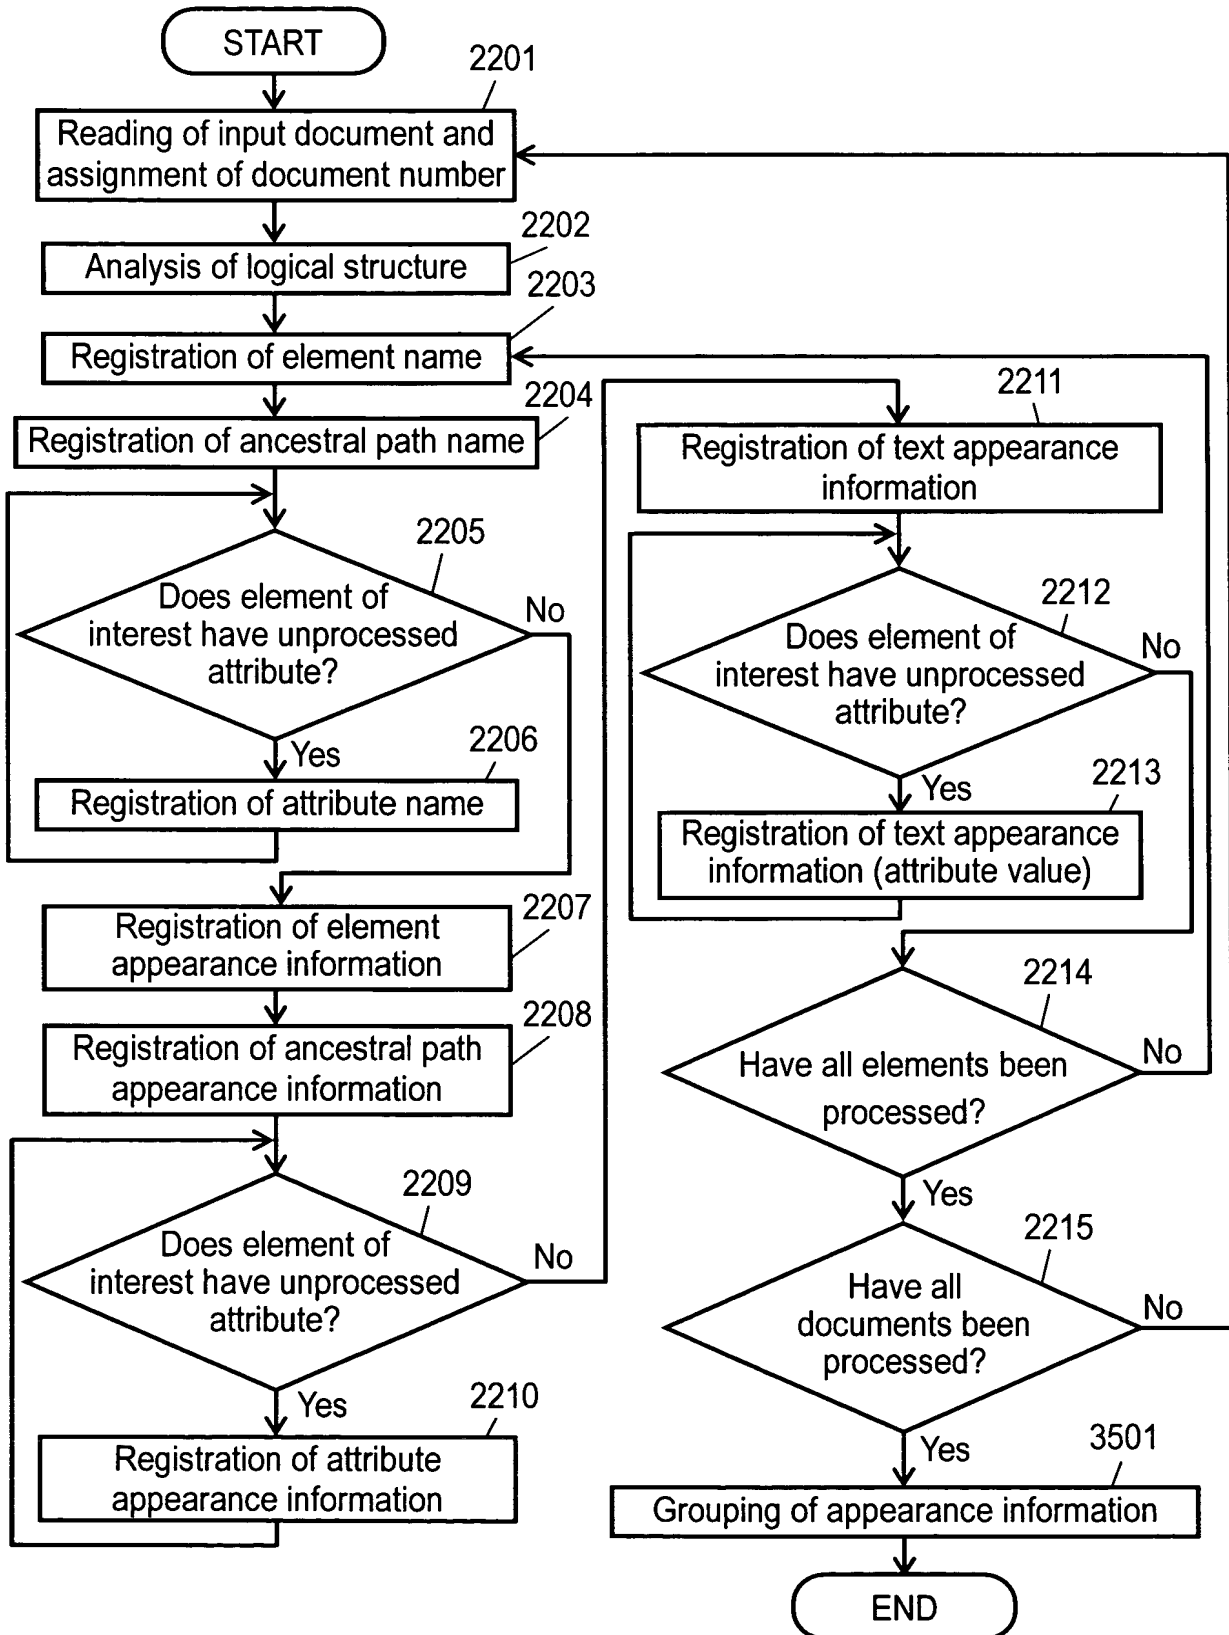 START
2201
Reading of input document and
assignment of document number
2202
Analysis of logical structure
2203
Registration of element name
2204
Registration of ancestral path name
2205
Does element of
interest have unprocessed
attribute?
No
Yes
2206
Registration of attribute name
2207
Registration of element
appearance information
2208
Registration of ancestral path
appearance information
2209
Does element of
interest have unprocessed
attribute?
No
Yes
2210
Registration of attribute
appearance information
2211
Registration of text appearance
information
2212
Does element of
interest have unprocessed
attribute?
No
Yes
2213
Registration of text appearance
information (attribute value)
2214
Have all elements been
processed?
No
Yes
2215
Have all
documents been
processed?
No
Yes
3501
Grouping of appearance information
END